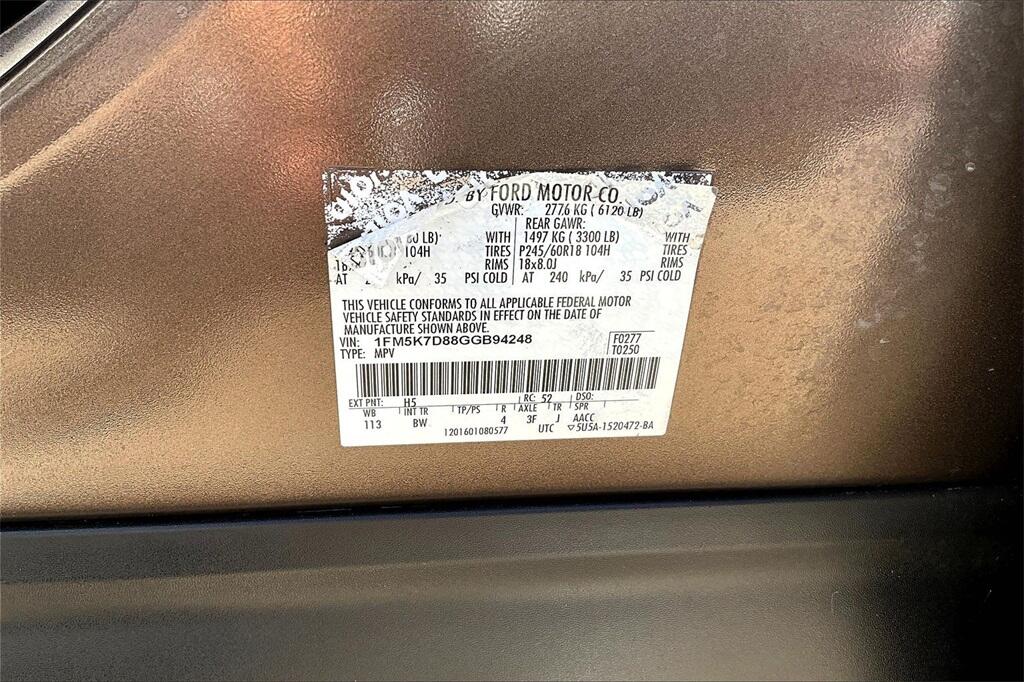 BY FORD MOTOR CO.
GVWR: 2776 KG ( 6120 LB)
REAR GAWR:
LB) WITH 1497 KG ( 3300 LB) WITH
104H TIRES P245/60R18 104H TIRES
RIMS 18x8.0J RIMS
AT kPa/ 35 PSI COLD AT 240 kPa/ 35 PSI COLD
THIS VEHICLE CONFORMS TO ALL APPLICABLE FEDERAL MOTOR
VEHICLE SAFETY STANDARDS IN EFFECT ON THE DATE OF
MANUFACTURE SHOWN ABOVE.
VIN: 1FM5K7D88GGB94248 F0277
TYPE: MPV T0250
EXT PNT: H5 RC: 52 DSO:
WB INT TR TP/PS R AXLE TR SPR
113 BW 4 3F J AACC
1201601080577 UTC 5U5A-1520472-BA